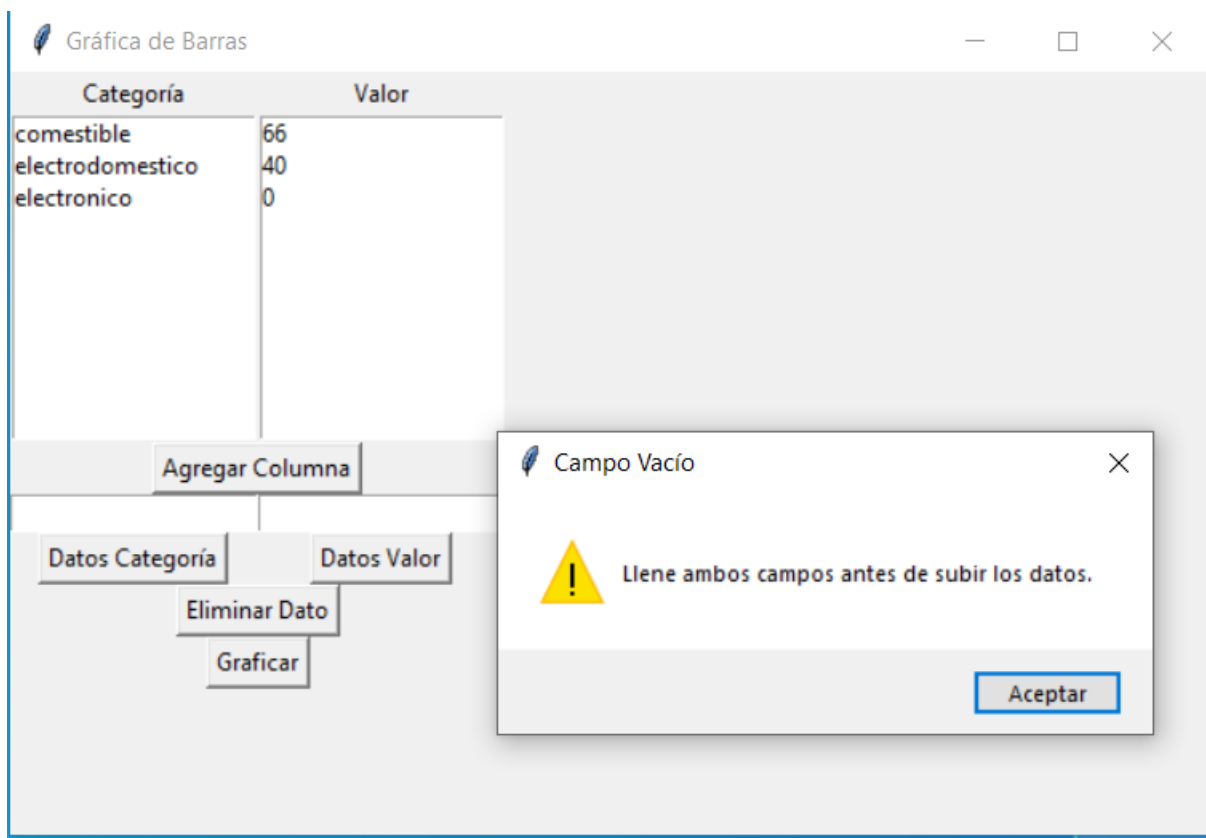 Gráfica de Barras
Categoría Valor
comestible 66
electrodomestico 40
electronico 0
Agregar Columna
Datos Categoría Datos Valor
Eliminar Dato
Graficar
Campo Vacío
Llene ambos campos antes de subir los datos.
Aceptar